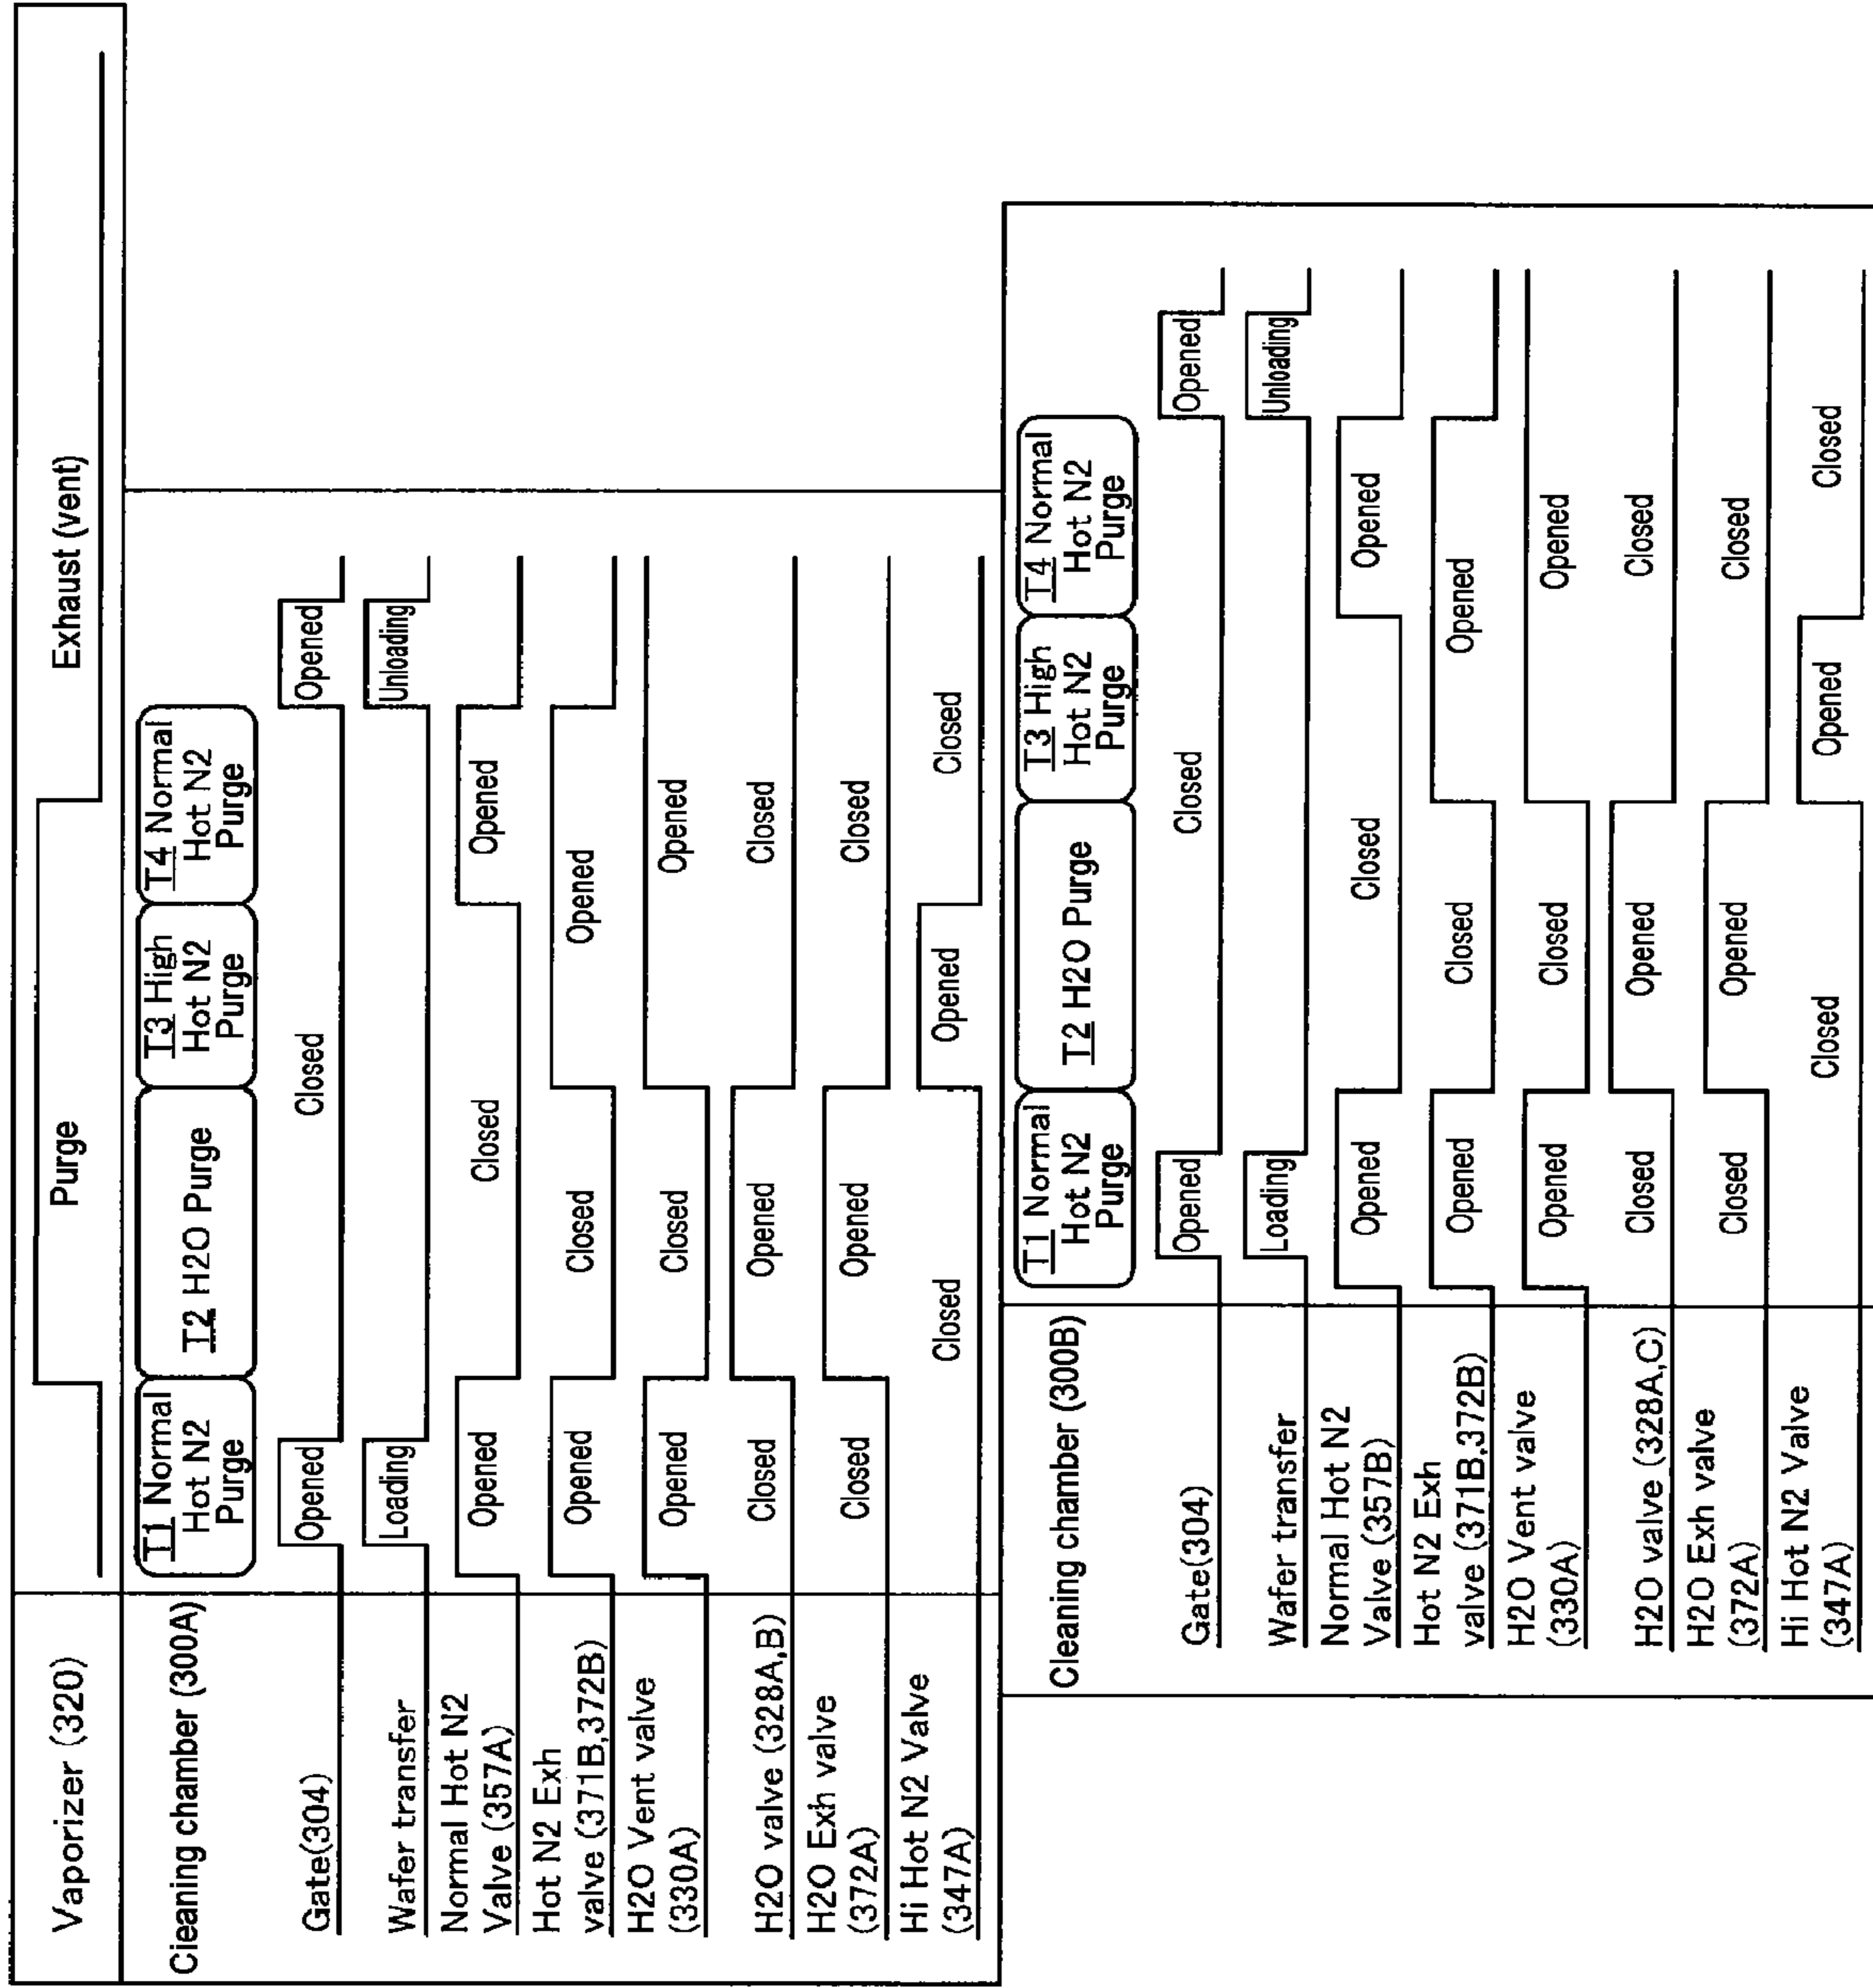 Vaporizer (320)
Purge
Exhaust (vent)
Cleaning chamber (300A)
T1 Normal
Hot N2
Purge
T2 H2O Purge
T3 High
Hot N2
Purge
T4 Normal
Hot N2
Purge
Gate(304)
Opened
Closed
Opened
Wafer transfer
Loading
Unloading
Normal Hot N2
Valve (357A)
Opened
Closed
Opened
Hot N2 Exh
valve (371B,372B)
Opened
Closed
Opened
H2O Vent valve
(330A)
Opened
Closed
Opened
H2O valve (328A,B)
Closed
Opened
Closed
H2O Exh valve
(372A)
Closed
Opened
Closed
Hi Hot N2 Valve
(347A)
Closed
Opened
Closed
Cleaning chamber (300B)
T1 Normal
Hot N2
Purge
T2 H2O Purge
T3 High
Hot N2
Purge
T4 Normal
Hot N2
Purge
Gate(304)
Opened
Closed
Opened
Wafer transfer
Loading
Unloading
Normal Hot N2
Valve (357B)
Opened
Closed
Opened
Hot N2 Exh
valve (371B,372B)
Opened
Closed
Opened
H2O Vent valve
(330A)
Opened
Closed
Opened
H2O valve (328A,C)
Closed
Opened
Closed
H2O Exh valve
(372A)
Closed
Opened
Closed
Hi Hot N2 Valve
(347A)
Closed
Opened
Closed